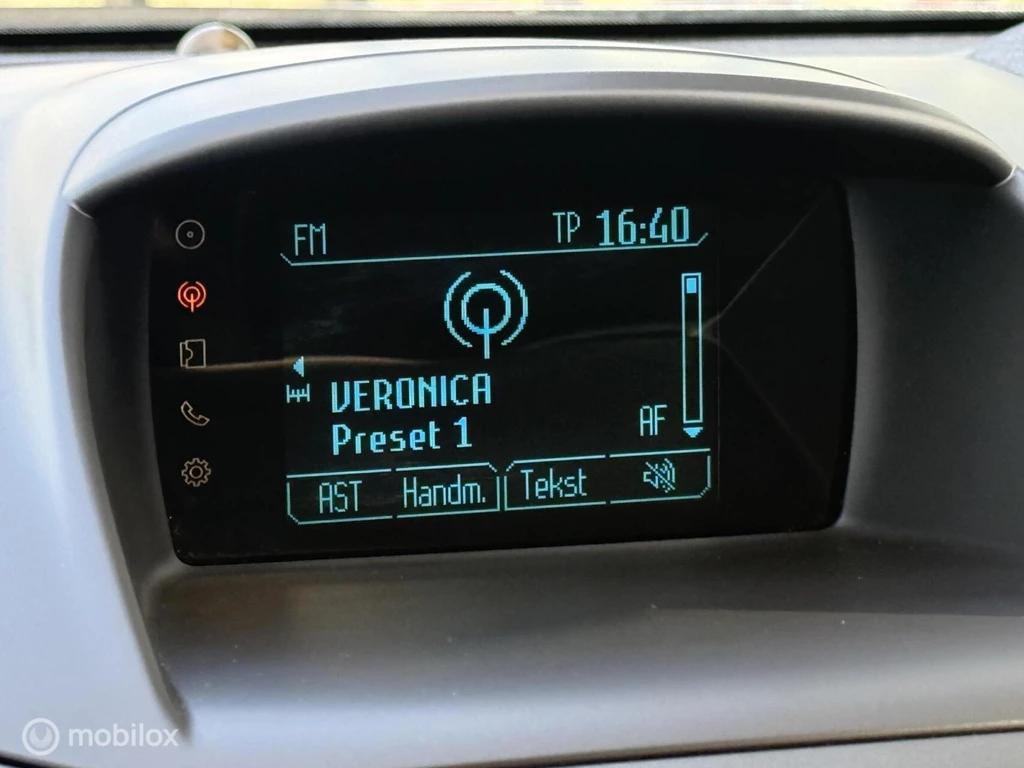 FM TP 16:40
VERONICA
Preset 1 AF
AST Handm. Tekst
mobilox